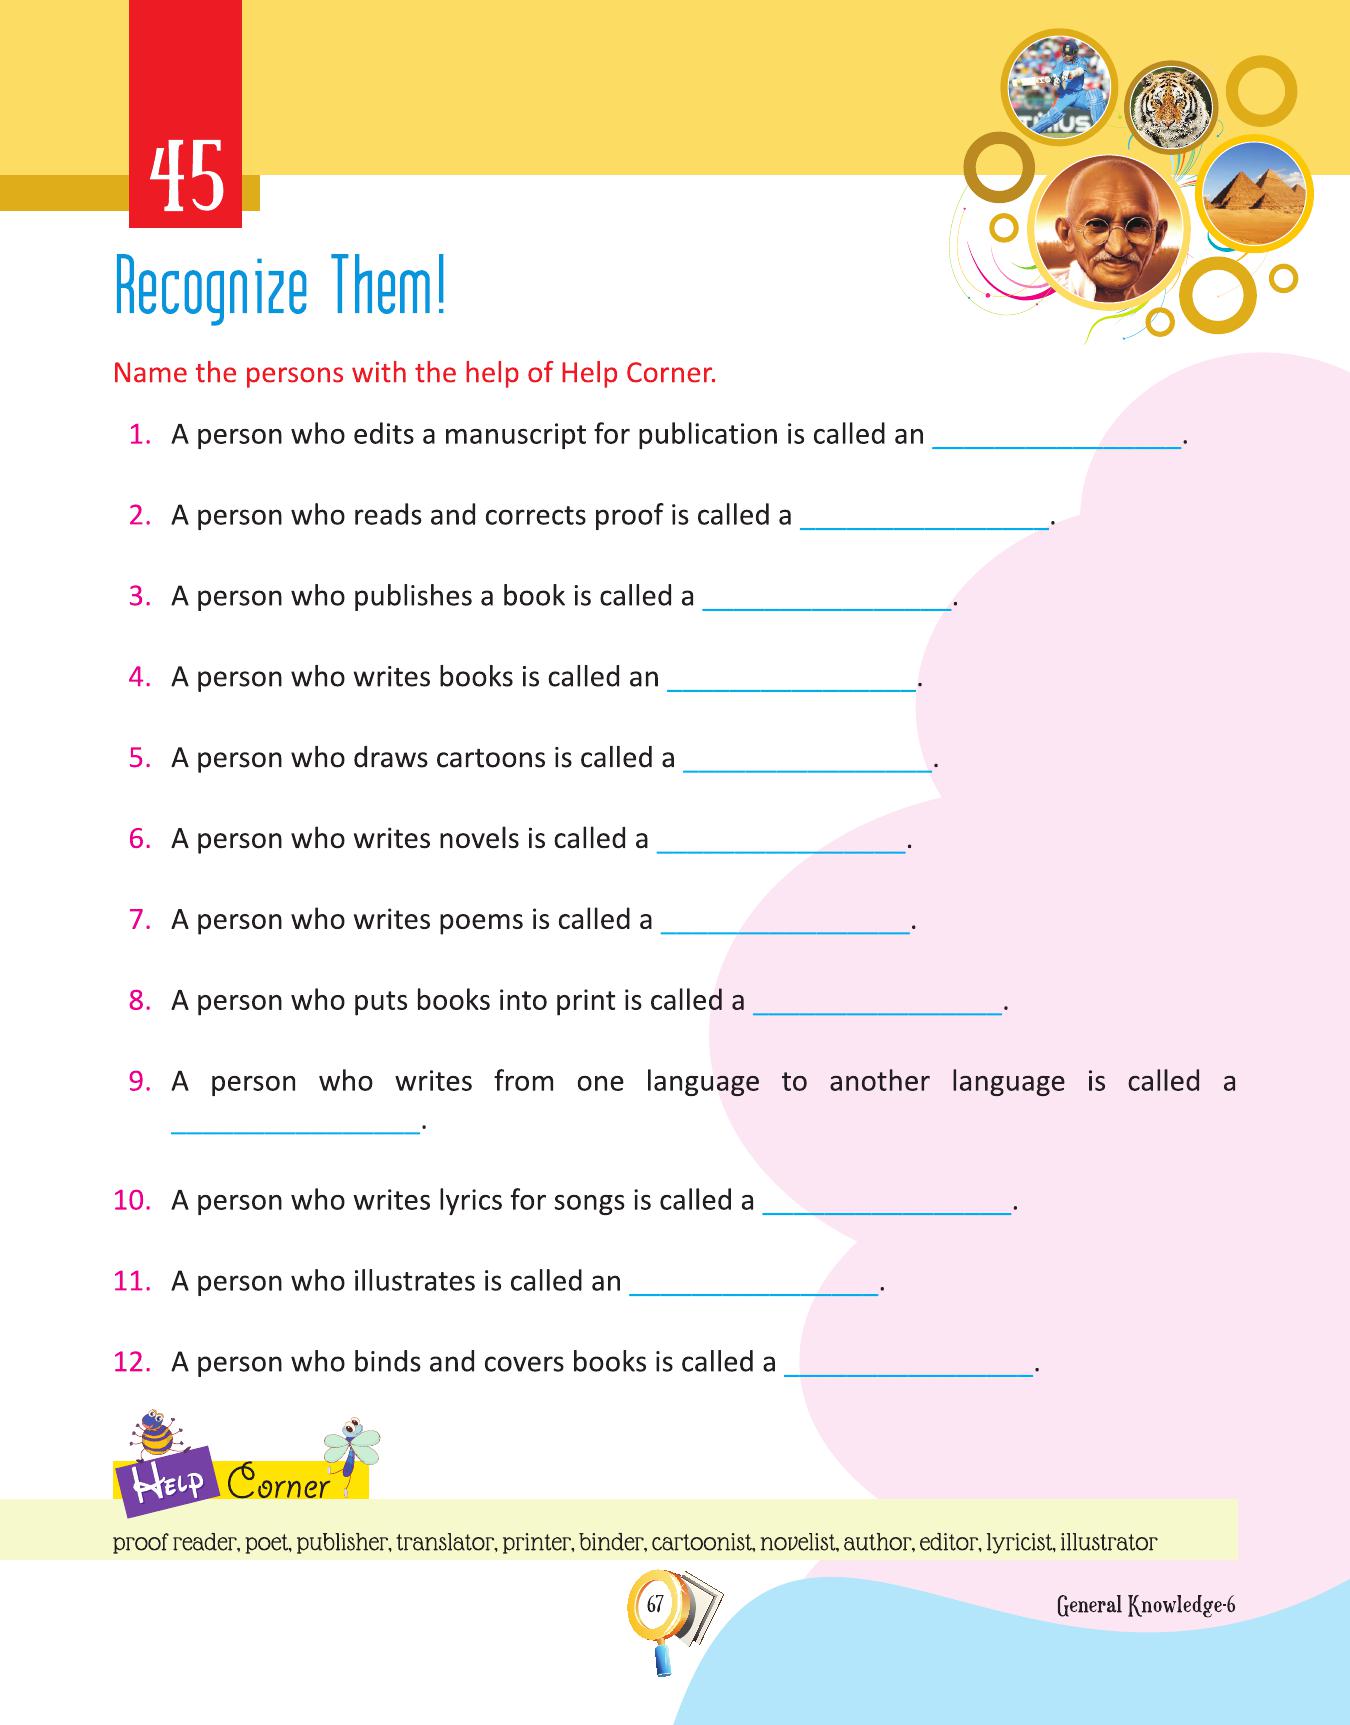 45
Recognize Them!
Name the persons with the help of Help Corner.
1. A person who edits a manuscript for publication is called an ________________.
2. A person who reads and corrects proof is called a ________________.
3. A person who publishes a book is called a ________________.
4. A person who writes books is called an ________________.
5. A person who draws cartoons is called a ________________.
6. A person who writes novels is called a ________________.
7. A person who writes poems is called a ________________.
8. A person who puts books into print is called a ________________.
9. A person who writes from one language to another language is called a
________________.
10. A person who writes lyrics for songs is called a ________________.
11. A person who illustrates is called an ________________.
12. A person who binds and covers books is called a ________________.
HELP Corner
proof reader, poet, publisher, translator, printer, binder, cartoonist, novelist, author, editor, lyricist, illustrator
67
General Knowledge-6